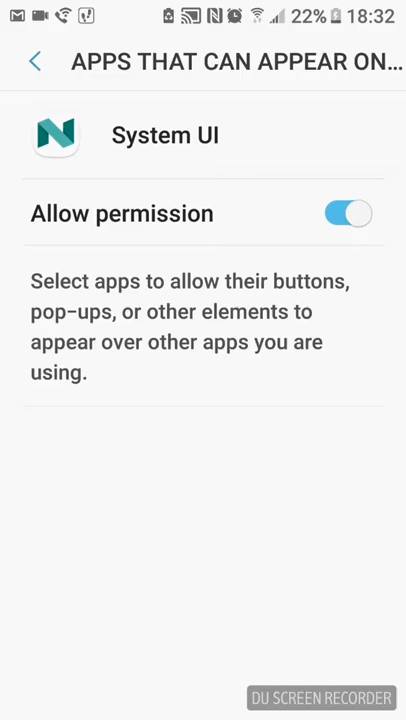 22% 18:32
APPS THAT CAN APPEAR ON...
System UI
Allow permission
Select apps to allow their buttons,
pop-ups, or other elements to
appear over other apps you are
using.
DU SCREEN RECORDER